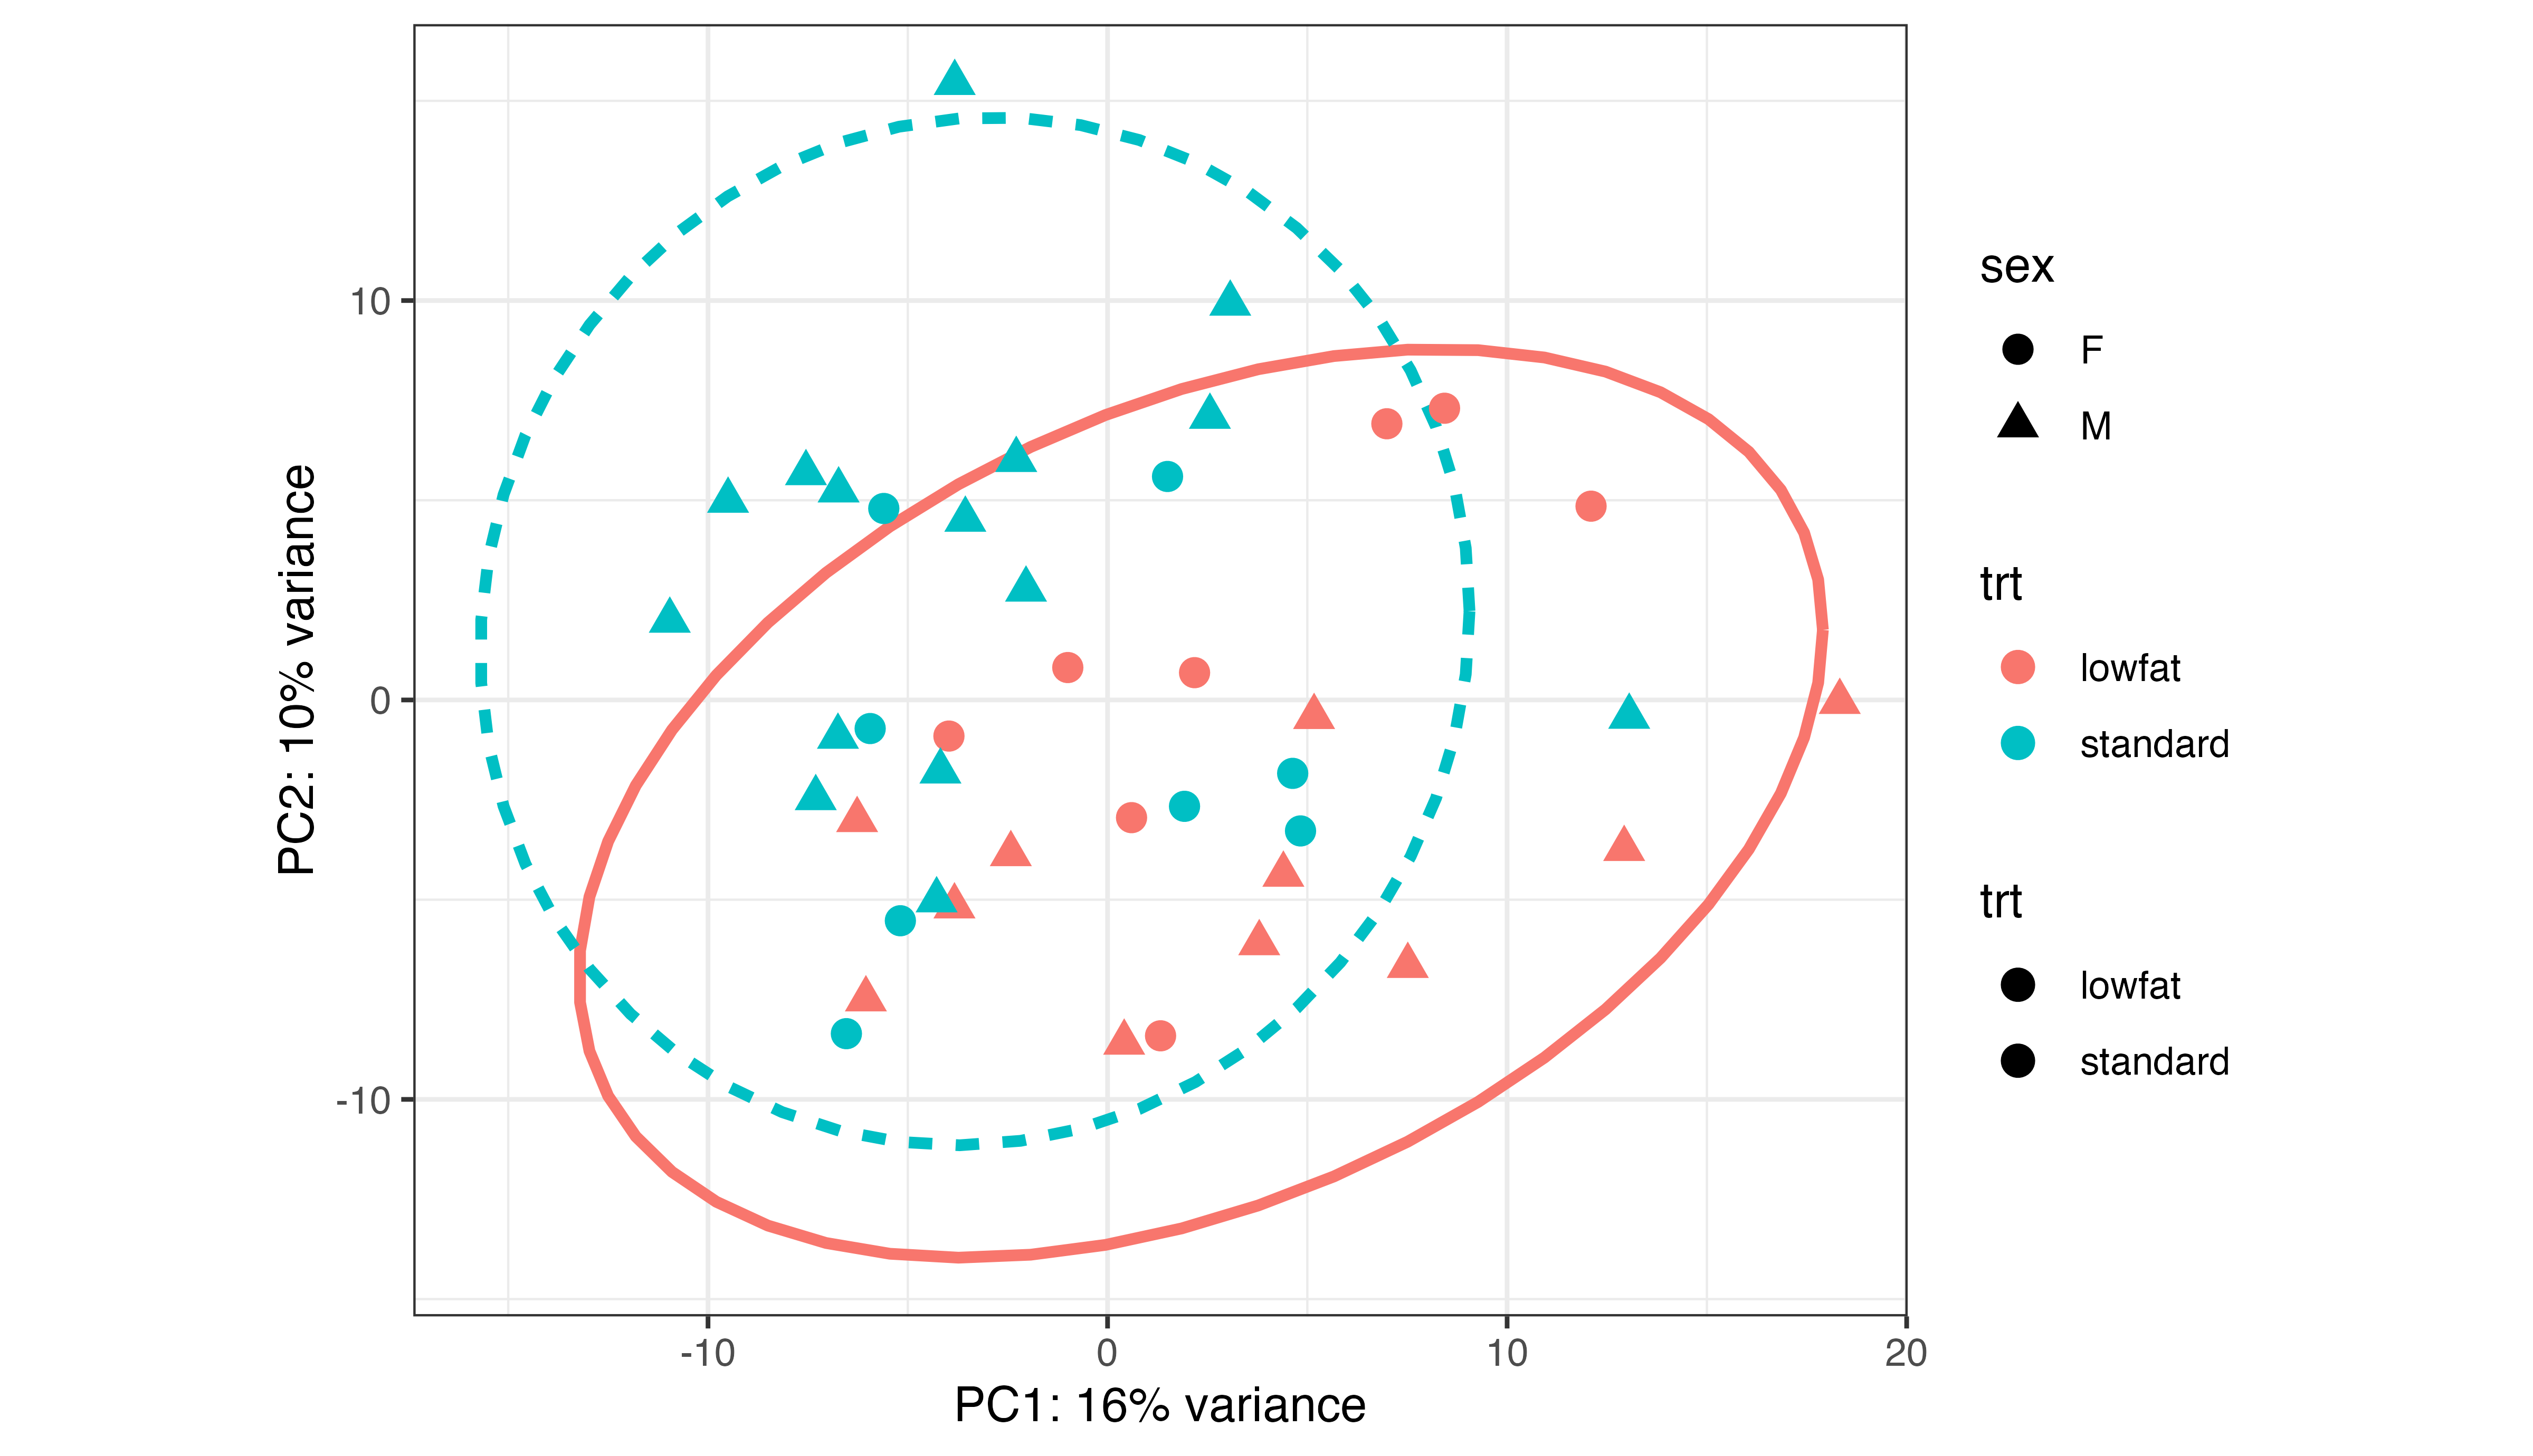 PC2: 10% variance
10
0
-10
-10
0
10
20
PC1: 16% variance
sex
F
M
trt
lowfat
standard
trt
lowfat
standard